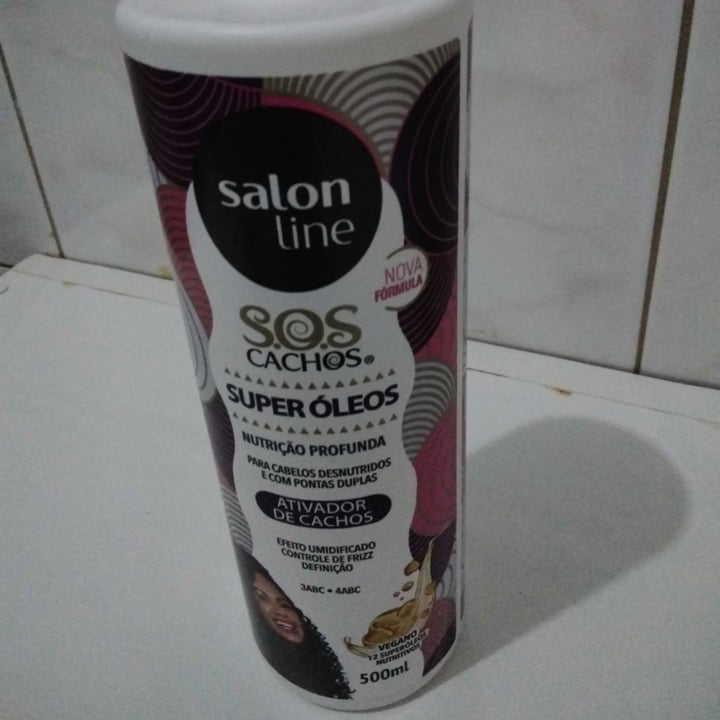 salon
line
NOVA
FÓRMULA
S.O.S
CACHOS®
SUPER ÓLEOS
NUTRIÇÃO PROFUNDA
PARA CABELOS DESNUTRIDOS
E COM PONTAS DUPLAS
ATIVADOR
DE CACHOS
EFEITO UMIDIFICADO
CONTROLE DE FRIZZ
DEFINIÇÃO
3ABC • 4ABC
VEGANO
12 SUPERÓLEOS
NUTRITIVOS
500ml